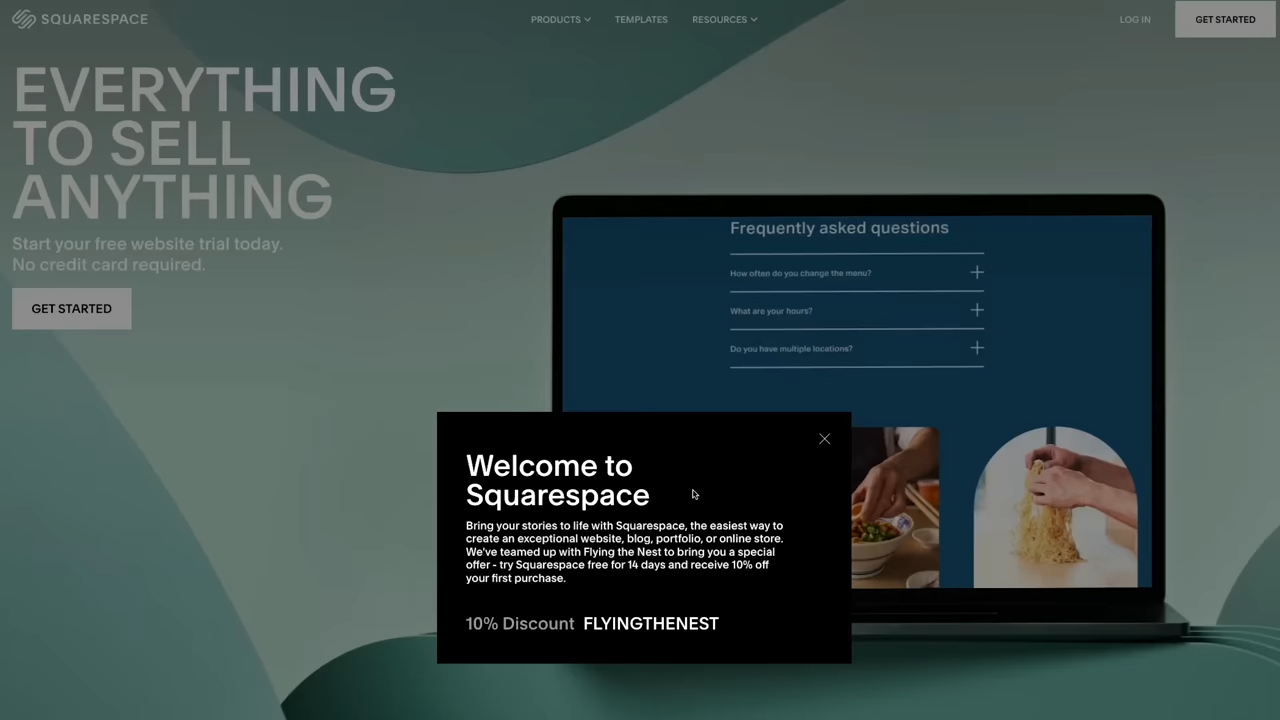 SQUARESPACE
PRODUCTS
TEMPLATES
RESOURCES
LOG IN
GET STARTED
EVERYTHING
TO SELL
ANYTHING
Start your free website trial today.
No credit card required.
GET STARTED
Frequently asked questions
How often do you change the menu?
What are your hours?
Do you have multiple locations?
Welcome to
Squarespace
Bring your stories to life with Squarespace, the easiest way to
create an exceptional website, blog, portfolio, or online store.
We've teamed up with Flying the Nest to bring you a special
offer - try Squarespace free for 14 days and receive 10% off
your first purchase.
10% Discount FLYINGTHENEST